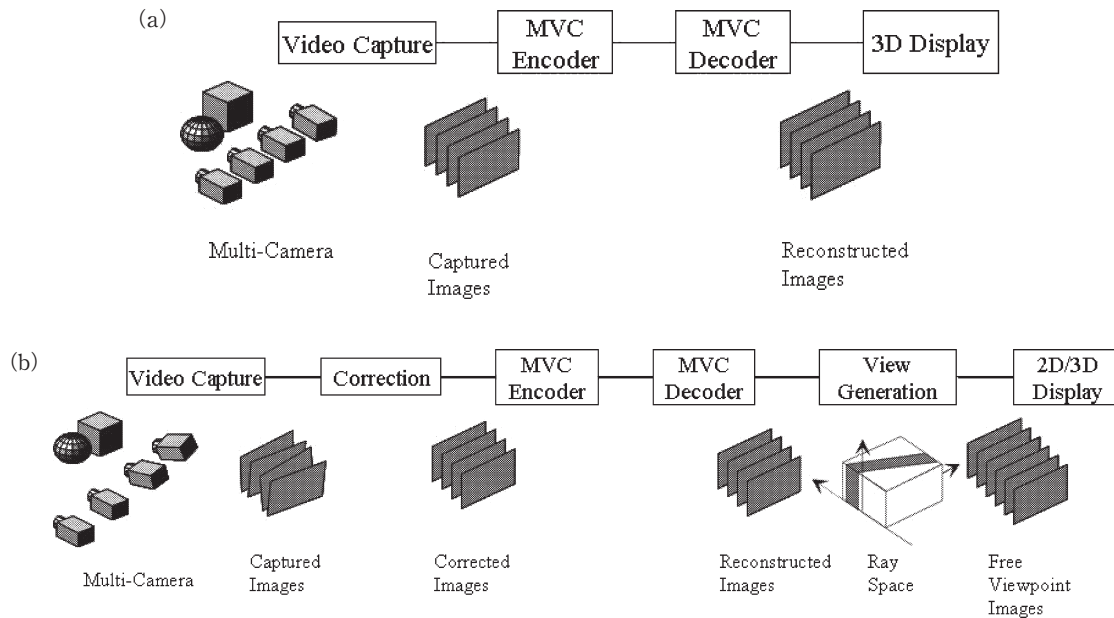 (a)
Video Capture
MVC
Encoder
MVC
Decoder
3D Display
Multi-Camera
Captured
Images
Reconstructed
Images
(b)
Video Capture
Correction
MVC
Encoder
MVC
Decoder
View
Generation
2D/3D
Display
Multi-Camera
Captured
Images
Corrected
Images
Reconstructed
Images
Ray
Space
Free
Viewpoint
Images